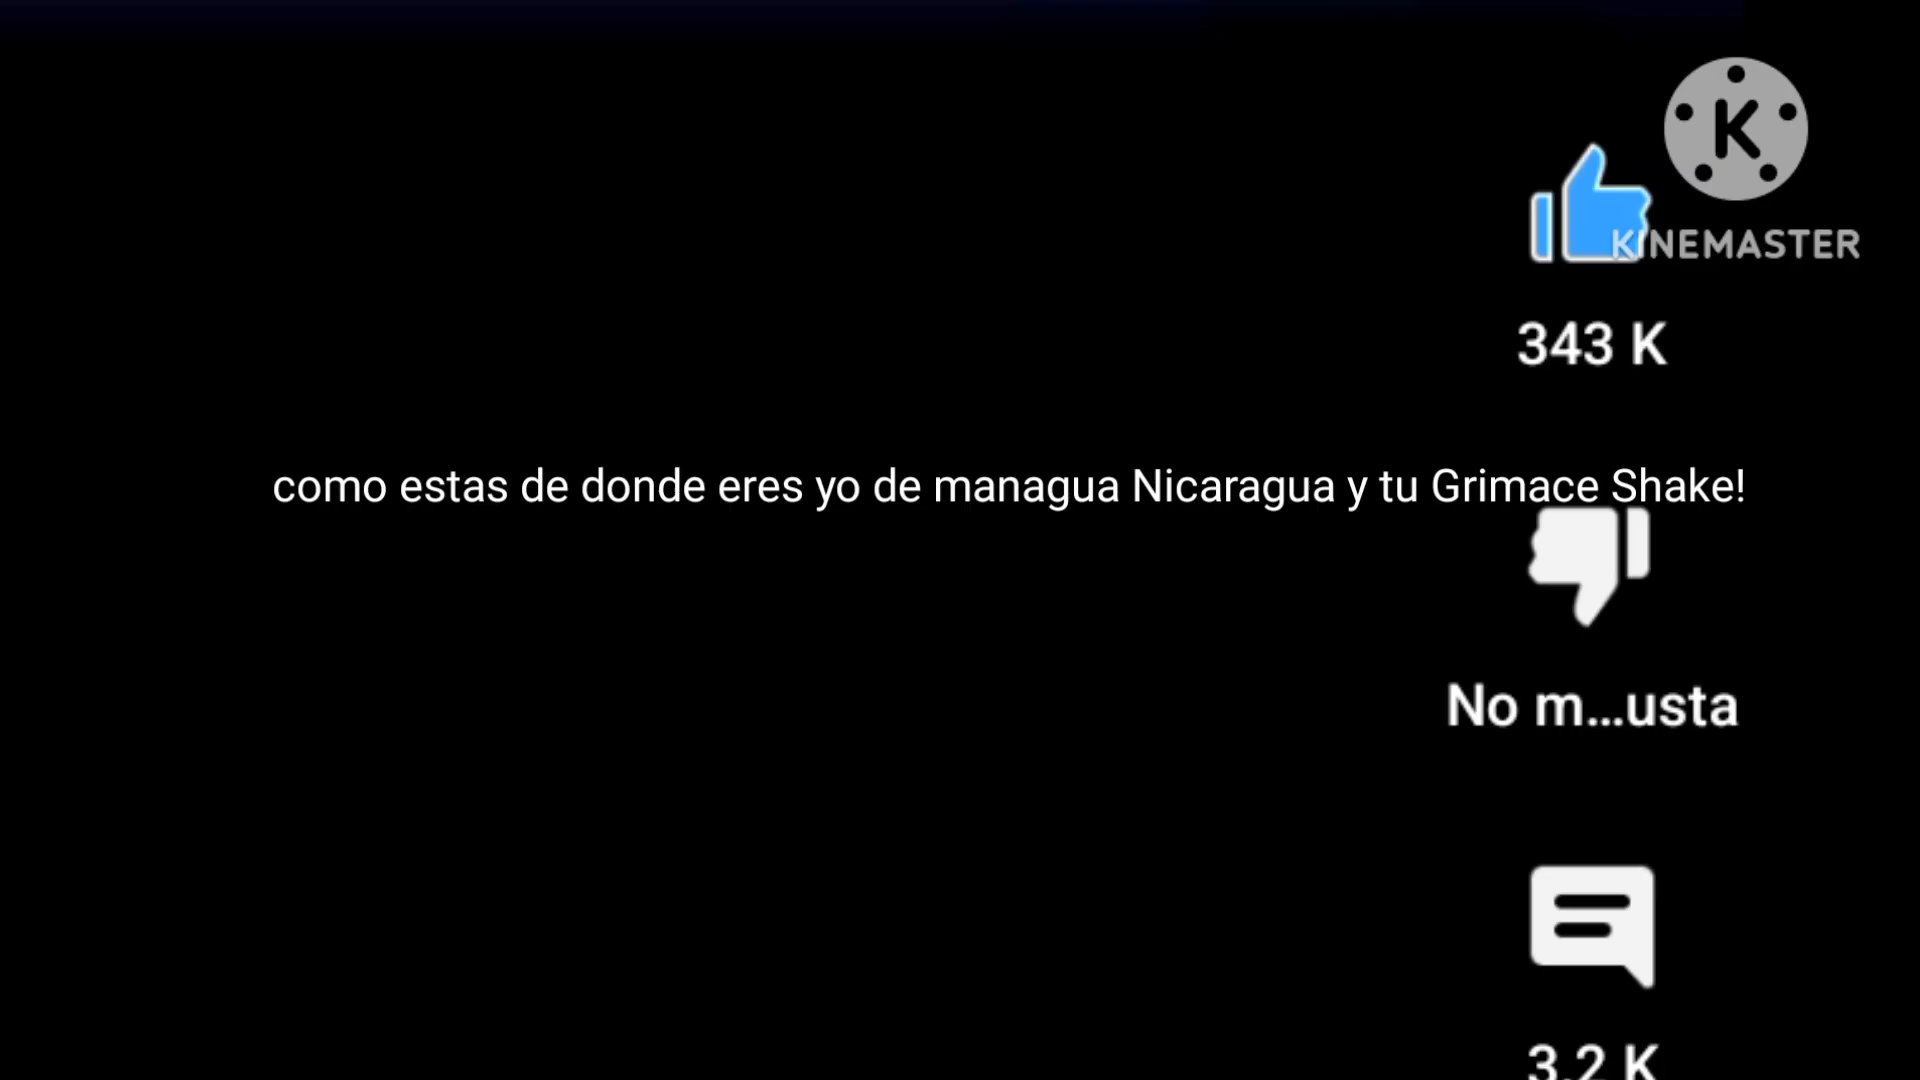 K
KINEMASTER
343 K
como estas de donde eres yo de managua Nicaragua y tu Grimace Shake!
No m...usta
3.2 K